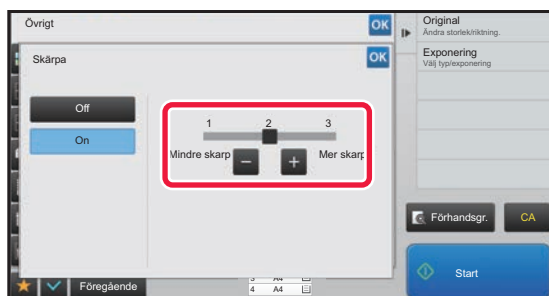 Övrigt
OK
Skärpa
OK
Off
On
1 2 3
Mindre skarp
Mer skarp
Original
Ändra storlek/riktning.
Exponering
Välj typ/exponering
Förhandsgr.
CA
Start
Föregående
3 A4
4 A4